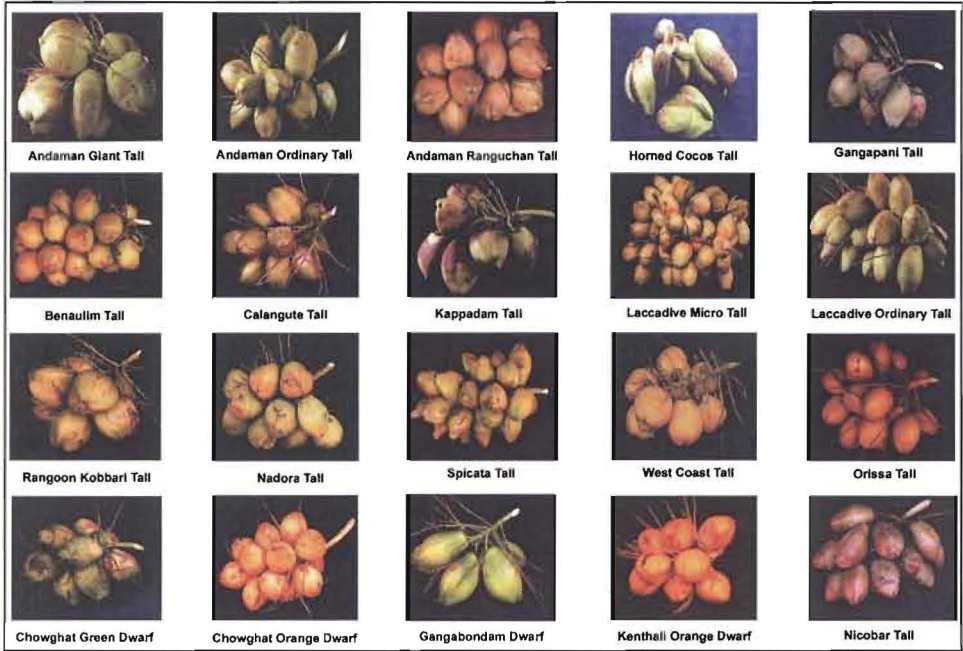 Andaman Giant Tall
Andaman Ordinary Tall
Andaman Ranguchan Tall
Horned Cocos Tall
Gangapani Tall
Benaulim Tall
Calangute Tall
Kappadam Tall
Laccadive Micro Tall
Laccadive Ordinary Tall
Rangoon Kobbari Tall
Nadora Tall
Spicata Tall
West Coast Tall
Orissa Tall
Chowghat Green Dwarf
Chowghat Orange Dwarf
Gangabondam Dwarf
Kenthali Orange Dwarf
Nicobar Tall